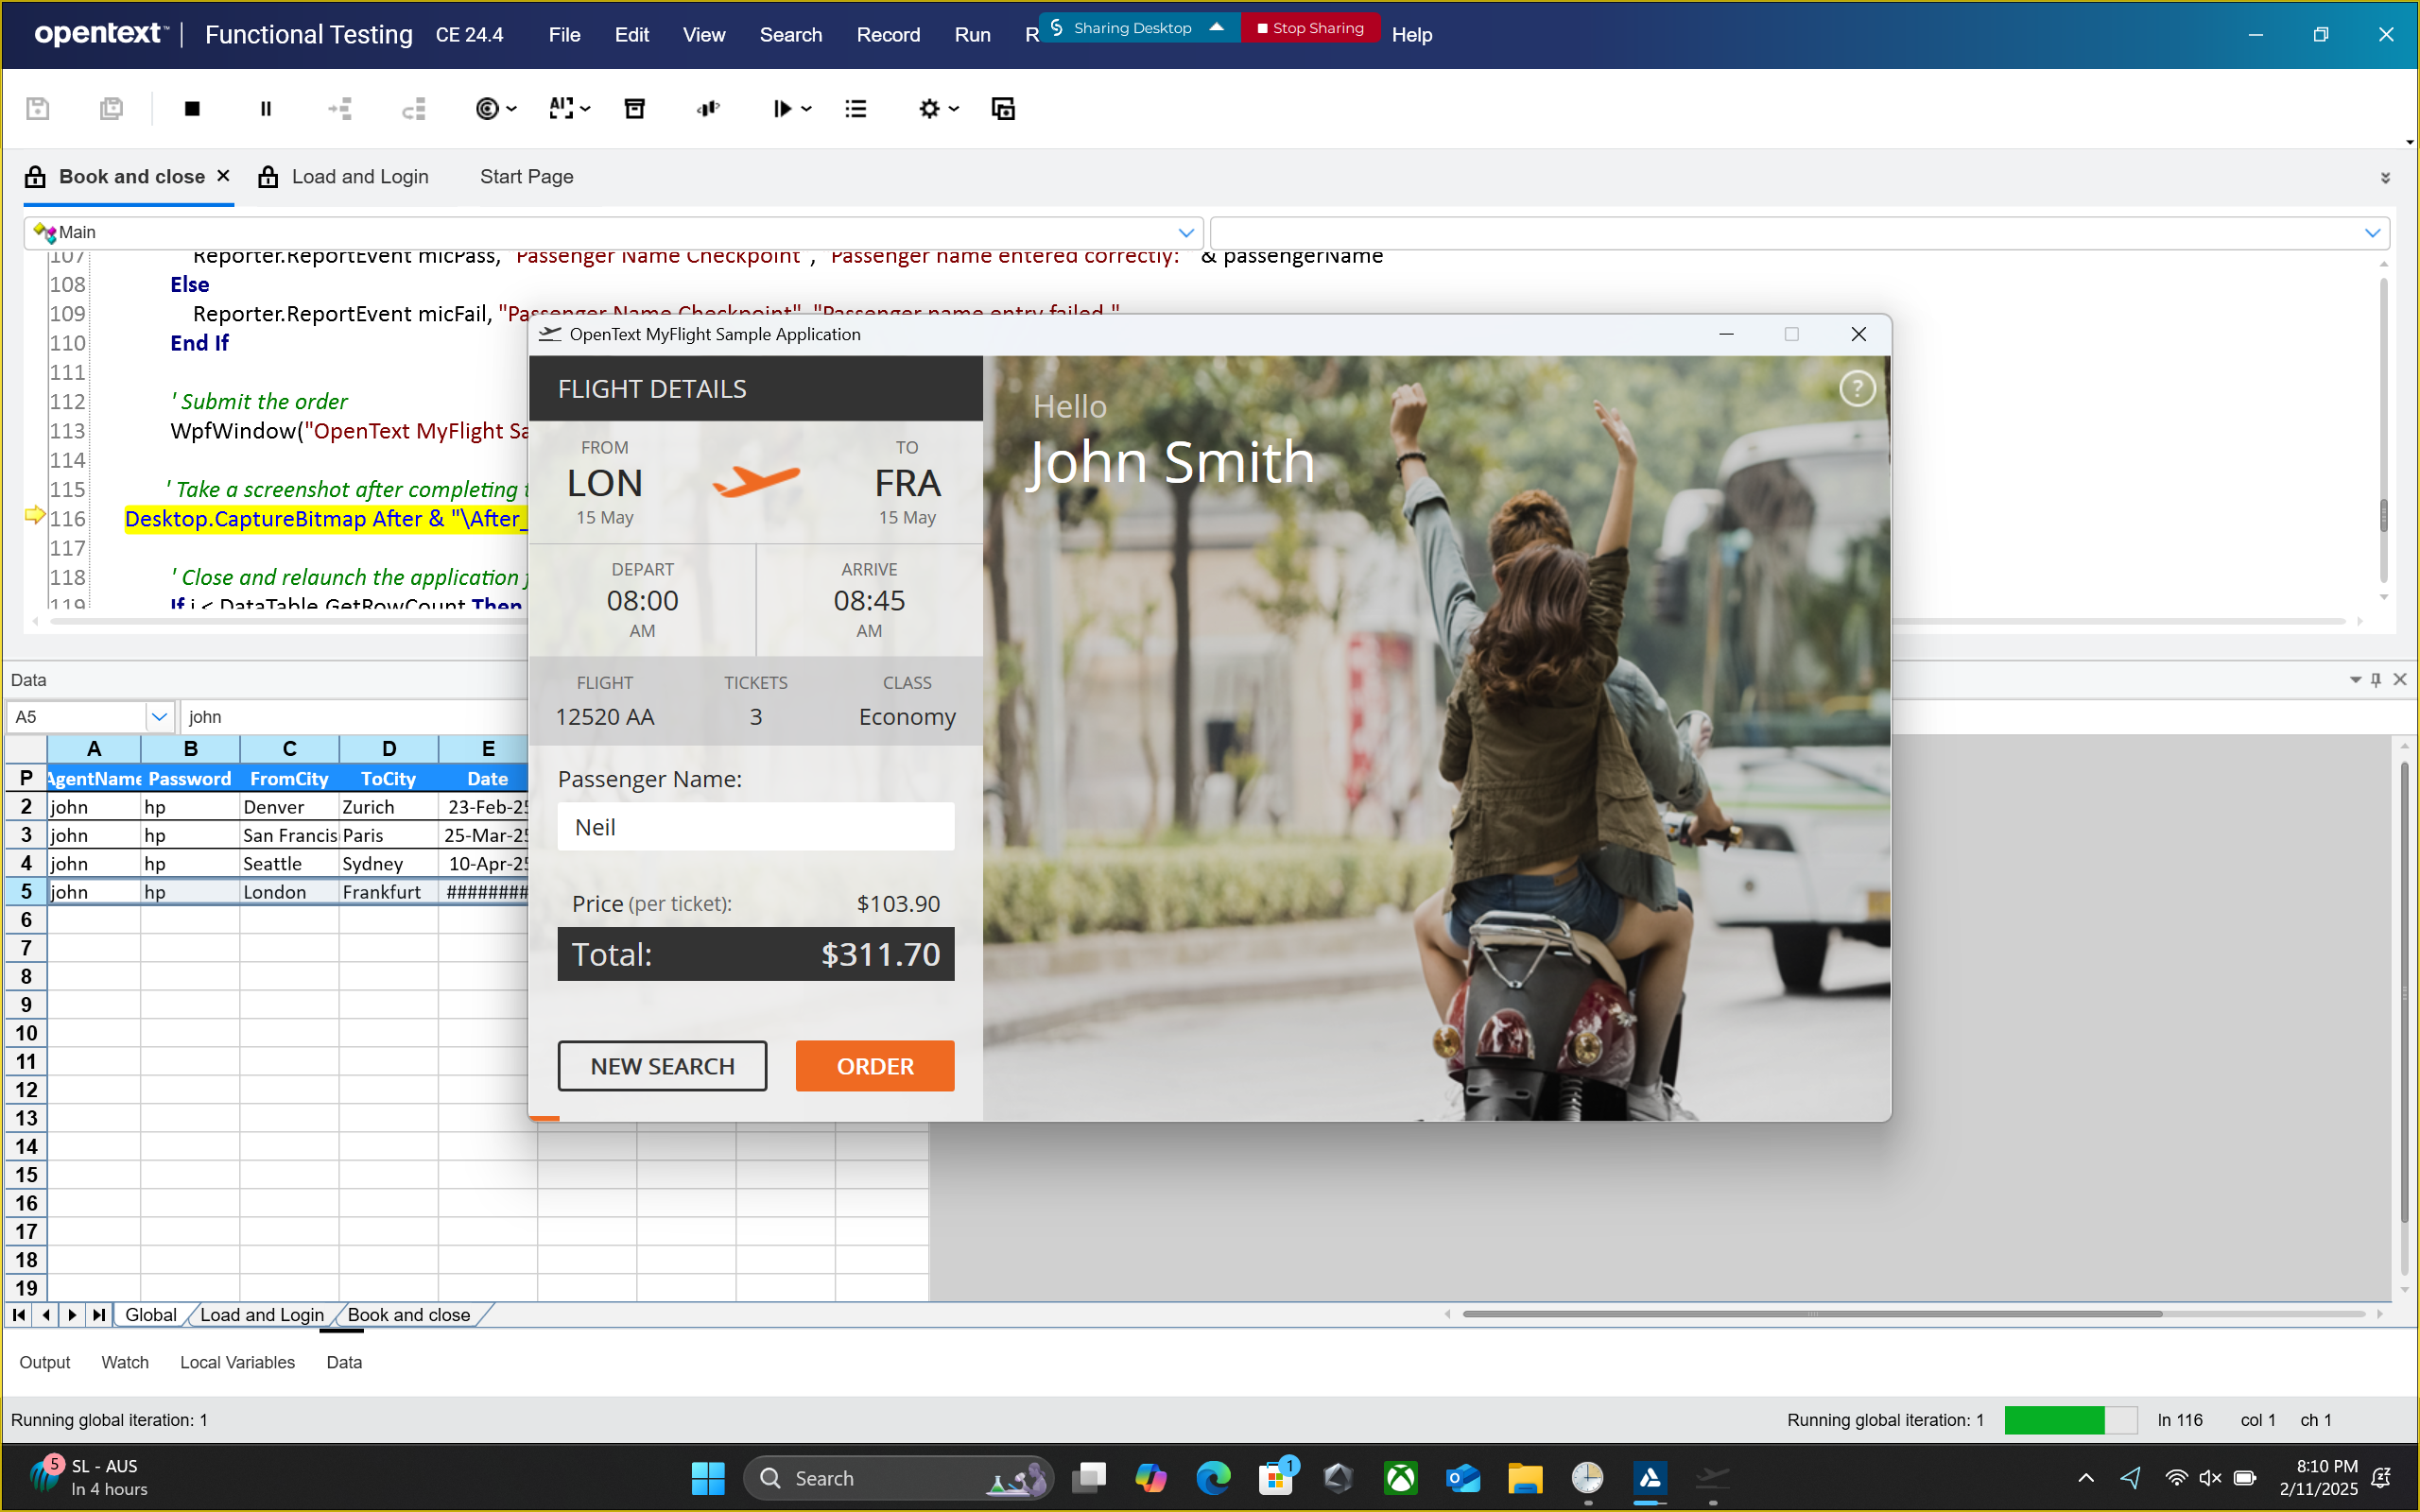 opentext™ | Functional Testing CE 24.4 File Edit View Search Record Run R Sharing Desktop Stop Sharing Help
AI
Book and close Load and Login Start Page
Main
107 Reporter.ReportEvent micPass, "Passenger Name Checkpoint", "Passenger name entered correctly: " & passengerName
108 Else
109 Reporter.ReportEvent micFail, "Passenger Name Checkpoint", "Passenger name entry failed."
110 End If
111
112 ' Submit the order
113 WpfWindow("OpenText MyFlight Sa
114
115 ' Take a screenshot after completing t
116 Desktop.CaptureBitmap After & "\After_
117
118 ' Close and relaunch the application f
119 If i < DataTable.GetRowCount Then
OpenText MyFlight Sample Application
FLIGHT DETAILS
FROM TO
LON FRA
15 May 15 May
DEPART ARRIVE
08:00 08:45
AM AM
FLIGHT TICKETS CLASS
12520 AA 3 Economy
Passenger Name:
Neil
Price (per ticket): $103.90
Total: $311.70
NEW SEARCH ORDER
Hello
John Smith
?
Data
A5 john
A B C D E
P AgentName Password FromCity ToCity Date
2 john hp Denver Zurich 23-Feb-25
3 john hp San Francis Paris 25-Mar-25
4 john hp Seattle Sydney 10-Apr-25
5 john hp London Frankfurt ########
6
7
8
9
10
11
12
13
14
15
16
17
18
19
Global Load and Login Book and close
Output Watch Local Variables Data
Running global iteration: 1 Running global iteration: 1 ln 116 col 1 ch 1
5 SL - AUS
In 4 hours
Search
1
8:10 PM
2/11/2025